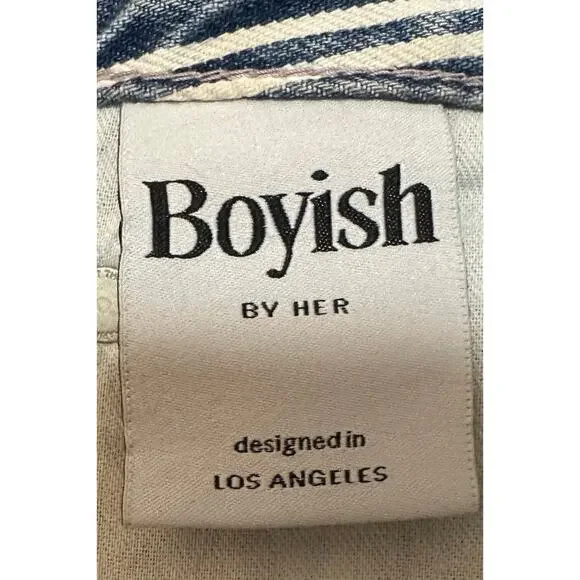 Boyish
BY HER
designed in
LOS ANGELES